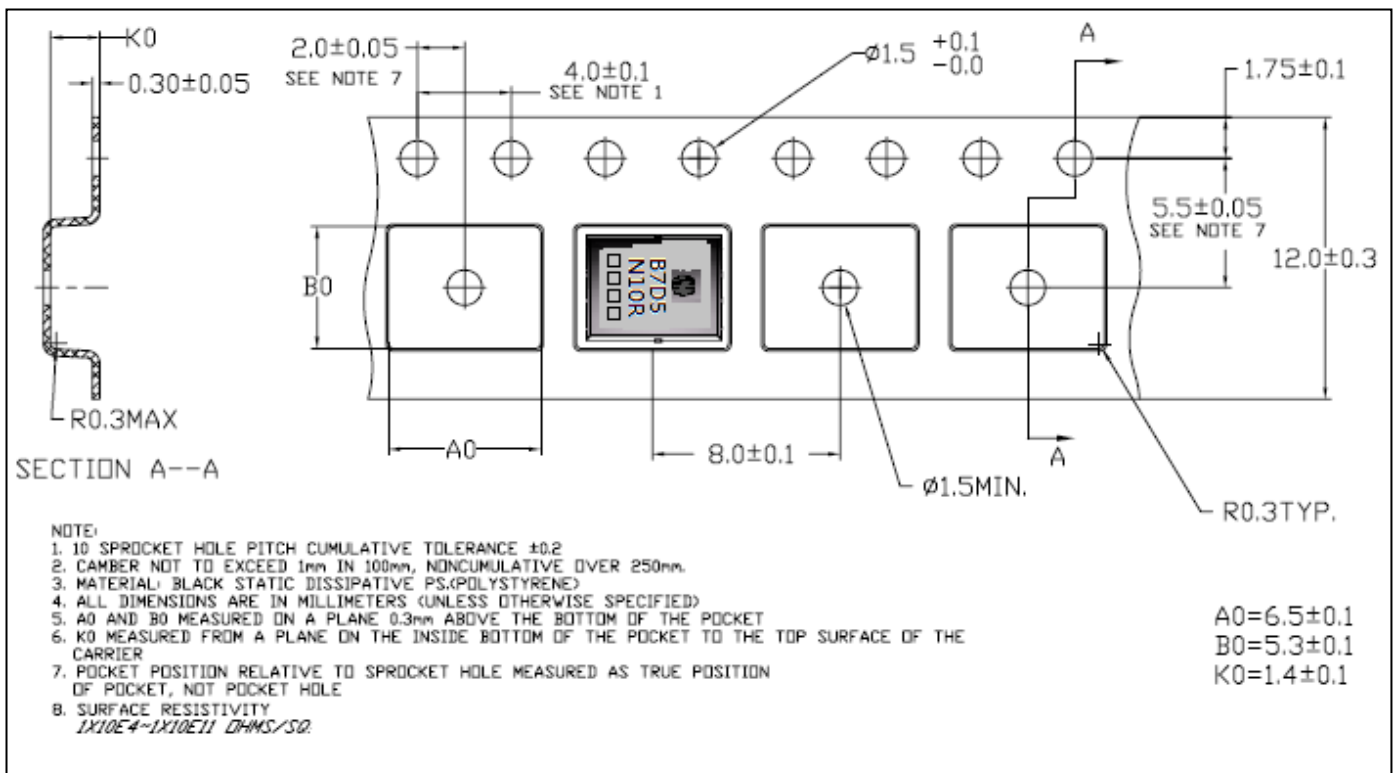 K0
0.30±0.05
2.0±0.05
SEE NOTE 7
4.0±0.1
SEE NOTE 1
Ø1.5 +0.1
-0.0
A
1.75±0.1
5.5±0.05
SEE NOTE 7
12.0±0.3
B0
B7D5
N10R
□□□□
R0.3MAX
A0
8.0±0.1
A
Ø1.5MIN.
R0.3TYP.
SECTION A--A
NOTE:
1. 10 SPROCKET HOLE PITCH CUMULATIVE TOLERANCE ±0.2
2. CAMBER NOT TO EXCEED 1mm IN 100mm, NONCUMULATIVE OVER 250mm.
3. MATERIAL: BLACK STATIC DISSIPATIVE PS.(POLYSTYRENE)
4. ALL DIMENSIONS ARE IN MILLIMETERS (UNLESS OTHERWISE SPECIFIED)
5. A0 AND B0 MEASURED ON A PLANE 0.3mm ABOVE THE BOTTOM OF THE POCKET
6. K0 MEASURED FROM A PLANE ON THE INSIDE BOTTOM OF THE POCKET TO THE TOP SURFACE OF THE
CARRIER
7. POCKET POSITION RELATIVE TO SPROCKET HOLE MEASURED AS TRUE POSITION
OF POCKET, NOT POCKET HOLE
8. SURFACE RESISTIVITY
1X10E4~1X10E11 OHMS/SQ.
A0=6.5±0.1
B0=5.3±0.1
K0=1.4±0.1